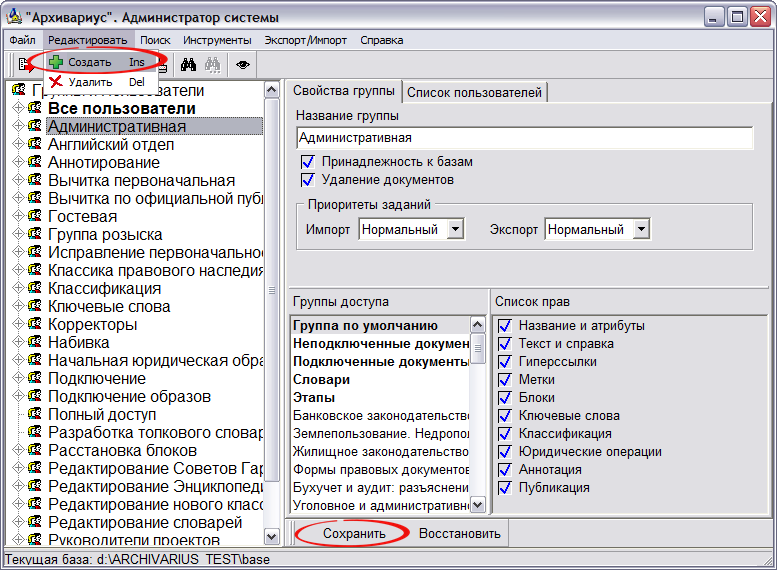 "Архивариус". Администратор системы
Файл Редактировать Поиск Инструменты Экспорт/Импорт Справка
Создать Ins
Удалить Del
Все пользователи
Административная
Английский отдел
Аннотирование
Вычитка первоначальная
Вычитка по официальной публ
Гостевая
Группа розыска
Исправление первоначально
Классика правового наследия
Классификация
Ключевые слова
Корректоры
Набивка
Начальная юридическая обра
Подключение
Подключение образов
Полный доступ
Разработка толкового словар
Расстановка блоков
Редактирование Советов Гар
Редактирование Энциклопеди
Редактирование нового класс
Редактирование словарей
Руководители проектов
Свойства группы Список пользователей
Название группы
Административная
Принадлежность к базам
Удаление документов
Приоритеты заданий
Импорт Нормальный Экспорт Нормальный
Группы доступа
Группа по умолчанию
Неподключенные докумен
Подключенные документы
Словари
Этапы
Банковское законодательство
Землепользование. Недропол
Жилищное законодательство
Формы правовых документов
Бухучет и аудит: разъяснени
Уголовное и административно
Список прав
Название и атрибуты
Текст и справка
Гиперссылки
Метки
Блоки
Ключевые слова
Классификация
Юридические операции
Аннотация
Публикация
Сохранить Восстановить
Текущая база: d:\ARCHIVARIUS_TEST\base